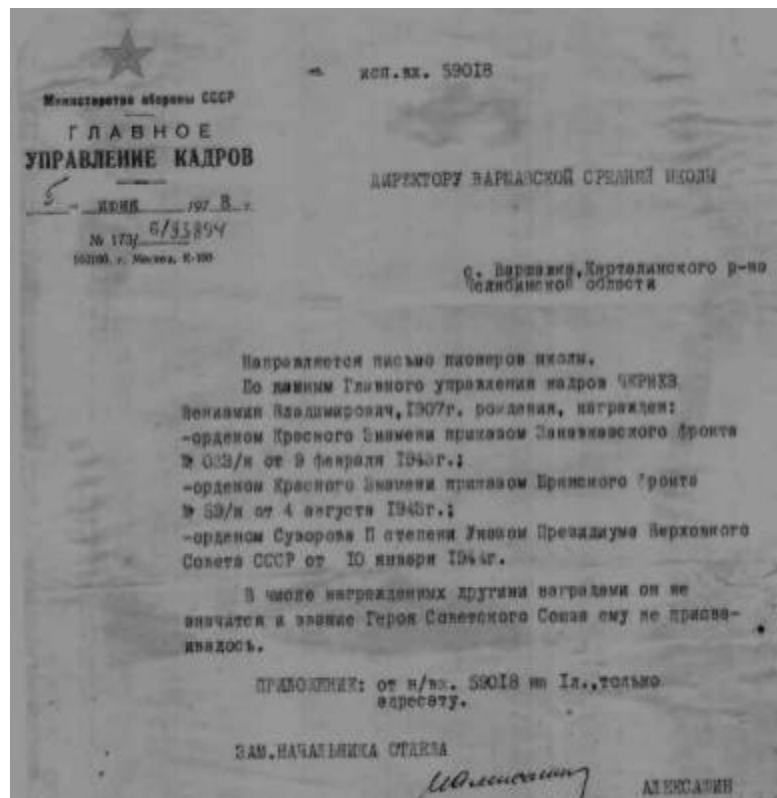 исп.вх. 59018
Министерство обороны СССР
ГЛАВНОЕ
УПРАВЛЕНИЕ КАДРОВ
5 - июня 1978 г.
№ 173/ 6/33894
103160, г. Москва, К-160
ДИРЕКТОРУ ВАРШАВСКОЙ СРЕДНЕЙ ШКОЛЫ
с. Варшавка, Карталинского р-на
Челябинской области
Направляется письмо пионеров школы.
По данным Главного управления кадров ЧЕРНЕВ
Вениамин Владимирович, 1907г. рождения, награжден:
-орденом Красного Знамени приказом Закавказского фронта
№ 029/н от 9 февраля 1943г.;
-орденом Красного Знамени приказом Брянского фронта
№ 59/н от 4 августа 1943г.;
-орденом Суворова П степени Указом Президиума Верховного
Совета СССР от 10 января 1944г.
В числе награжденных другими наградами он не
значится и звание Героя Советского Союза ему не присва-
ивалось.
ПРИЛОЖЕНИЕ: от н/вх. 59018 на 1л.,только
адресату.
ЗАМ.НАЧАЛЬНИКА ОТДЕЛА
АЛЕКСАШИН